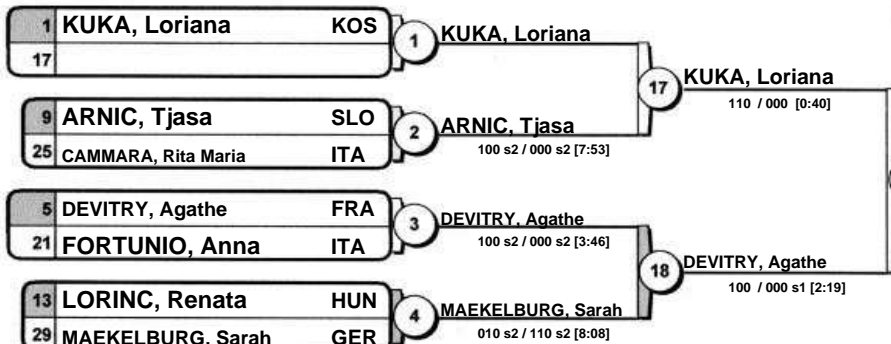 1 KUKA, Loriana KOS
17
9 ARNIC, Tjasa SLO
25 CAMMARA, Rita Maria ITA
5 DEVITRY, Agathe FRA
21 FORTUNIO, Anna ITA
13 LORINC, Renata HUN
29 MAEKELBURG, Sarah GER
1 KUKA, Loriana
2 ARNIC, Tjasa
100 s2 / 000 s2 [7:53]
3 DEVITRY, Agathe
100 s2 / 000 s2 [3:46]
4 MAEKELBURG, Sarah
010 s2 / 110 s2 [8:08]
17 KUKA, Loriana
110 / 000 [0:40]
18 DEVITRY, Agathe
100 / 000 s1 [2:19]